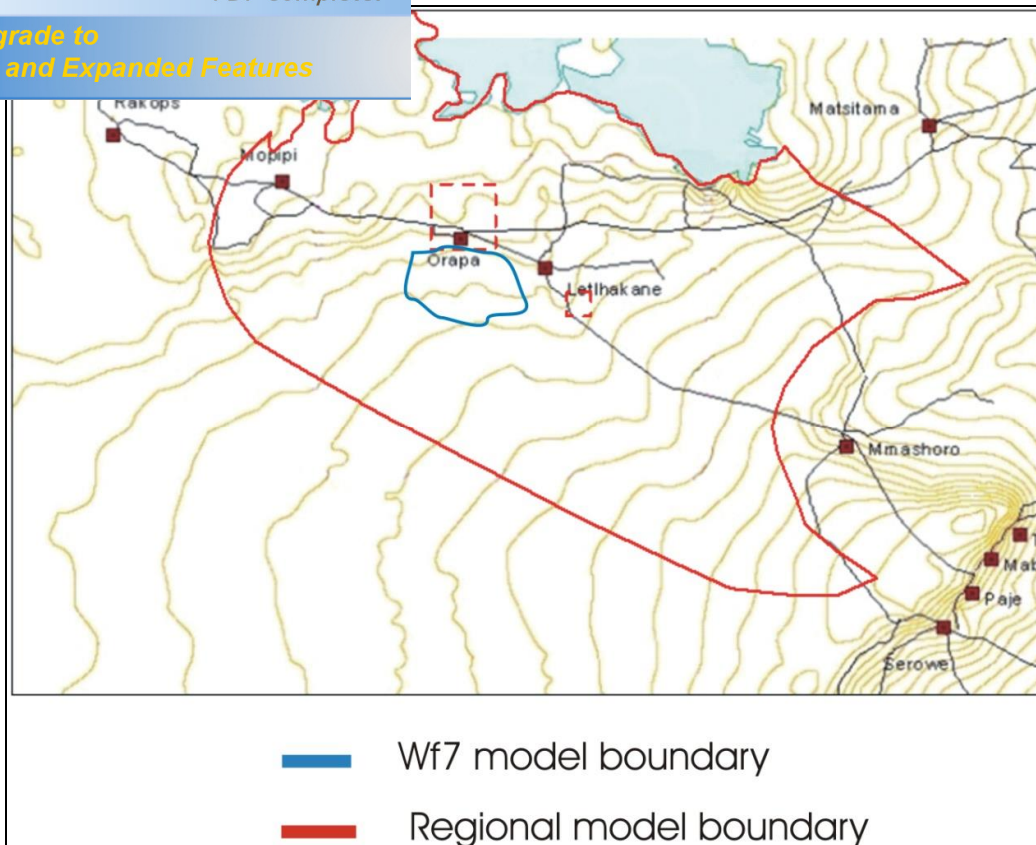 grade to
and Expanded Features
Rakops
Matsitama
Mopipi
Orapa
Letlhakane
Mmashoro
Paje
Serowe
Wf7 model boundary
Regional model boundary